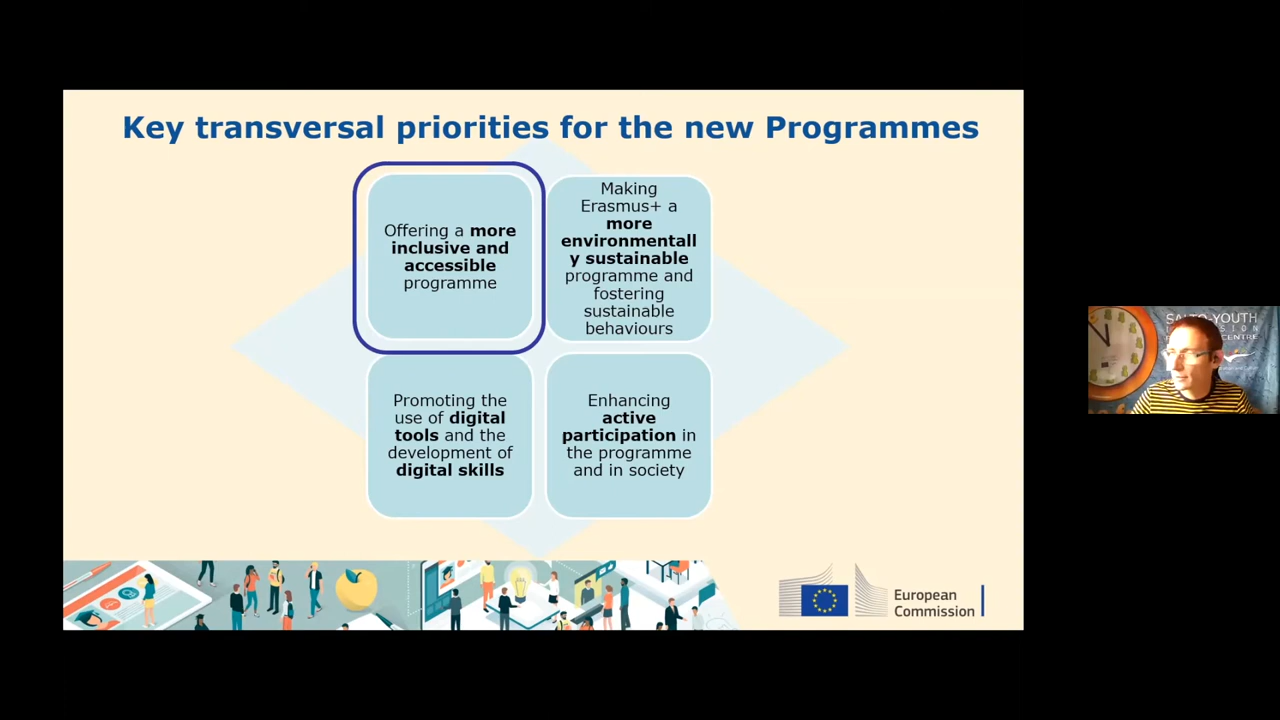 Key transversal priorities for the new Programmes
Offering a more
inclusive and
accessible
programme
Making
Erasmus+ a
more
environmentall
y sustainable
programme and
fostering
sustainable
behaviours
Promoting the
use of digital
tools and the
development of
digital skills
Enhancing
active
participation in
the programme
and in society
European
Commission
SALTO-YOUTH